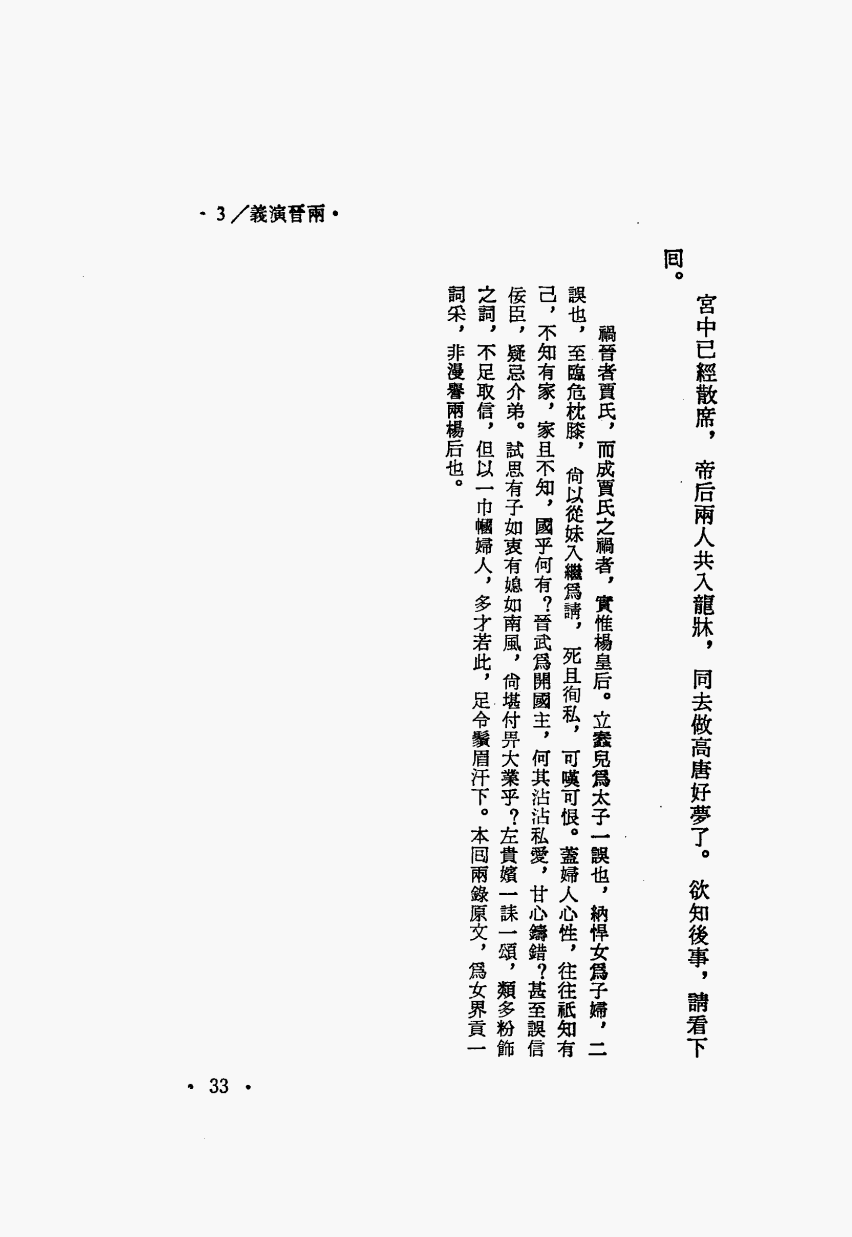 ·3／義演晉兩·
宮中已經散席，帝后兩人共入龍牀，同去做高唐好夢了。欲知後事，請看下
回。
禍晉者賈氏，而成賈氏之禍者，實惟楊皇后。立蠢兒爲太子一誤也，納悍女爲子婦，二
誤也，至臨危枕膝，尙以從妹入繼爲請，死且徇私，可嘆可恨。蓋婦人心性，往往祇知有
己，不知有家，家且不知，國乎何有？晉武爲開國主，何其沾沾私愛，甘心鑄錯？甚至誤信
佞臣，疑忌介弟。試思有子如衷有媳如南風，尙堪付畀大業乎？左貴嬪一誄一頌，類多粉飾
之詞，不足取信，但以一巾幗婦人，多才若此，足令鬚眉汗下。本回兩錄原文，爲女界貢一
詞采，非漫譽兩楊后也。
· 33 ·